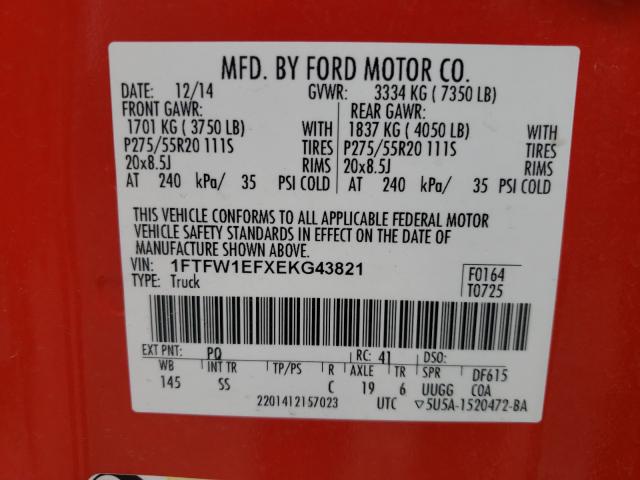 MFD. BY FORD MOTOR CO.
DATE: 12/14 GVWR: 3334 KG ( 7350 LB)
FRONT GAWR: REAR GAWR:
1701 KG ( 3750 LB) WITH 1837 KG ( 4050 LB) WITH
P275/55R20 111S TIRES P275/55R20 111S TIRES
20x8.5J RIMS 20x8.5J RIMS
AT 240 kPa/ 35 PSI COLD AT 240 kPa/ 35 PSI COLD
THIS VEHICLE CONFORMS TO ALL APPLICABLE FEDERAL MOTOR
VEHICLE SAFETY STANDARDS IN EFFECT ON THE DATE OF
MANUFACTURE SHOWN ABOVE.
VIN: 1FTFW1EFXEKG43821 F0164
TYPE: Truck T0725
EXT PNT: PQ RC: 41 DSO:
WB INT TR TP/PS R AXLE TR SPR DF615
145 SS C 19 6 UUGG COA
2201412157023 UTC ▽5U5A-1520472-BA